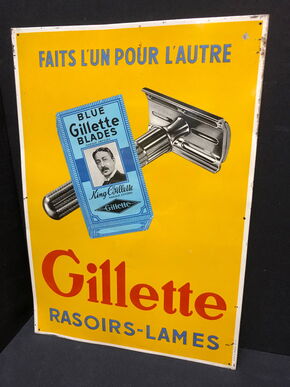 FAITS L'UN POUR L'AUTRE
BLUE
Gillette
BLADES
King C Gillette
Gillette
Gillette
RASOIRS-LAMES